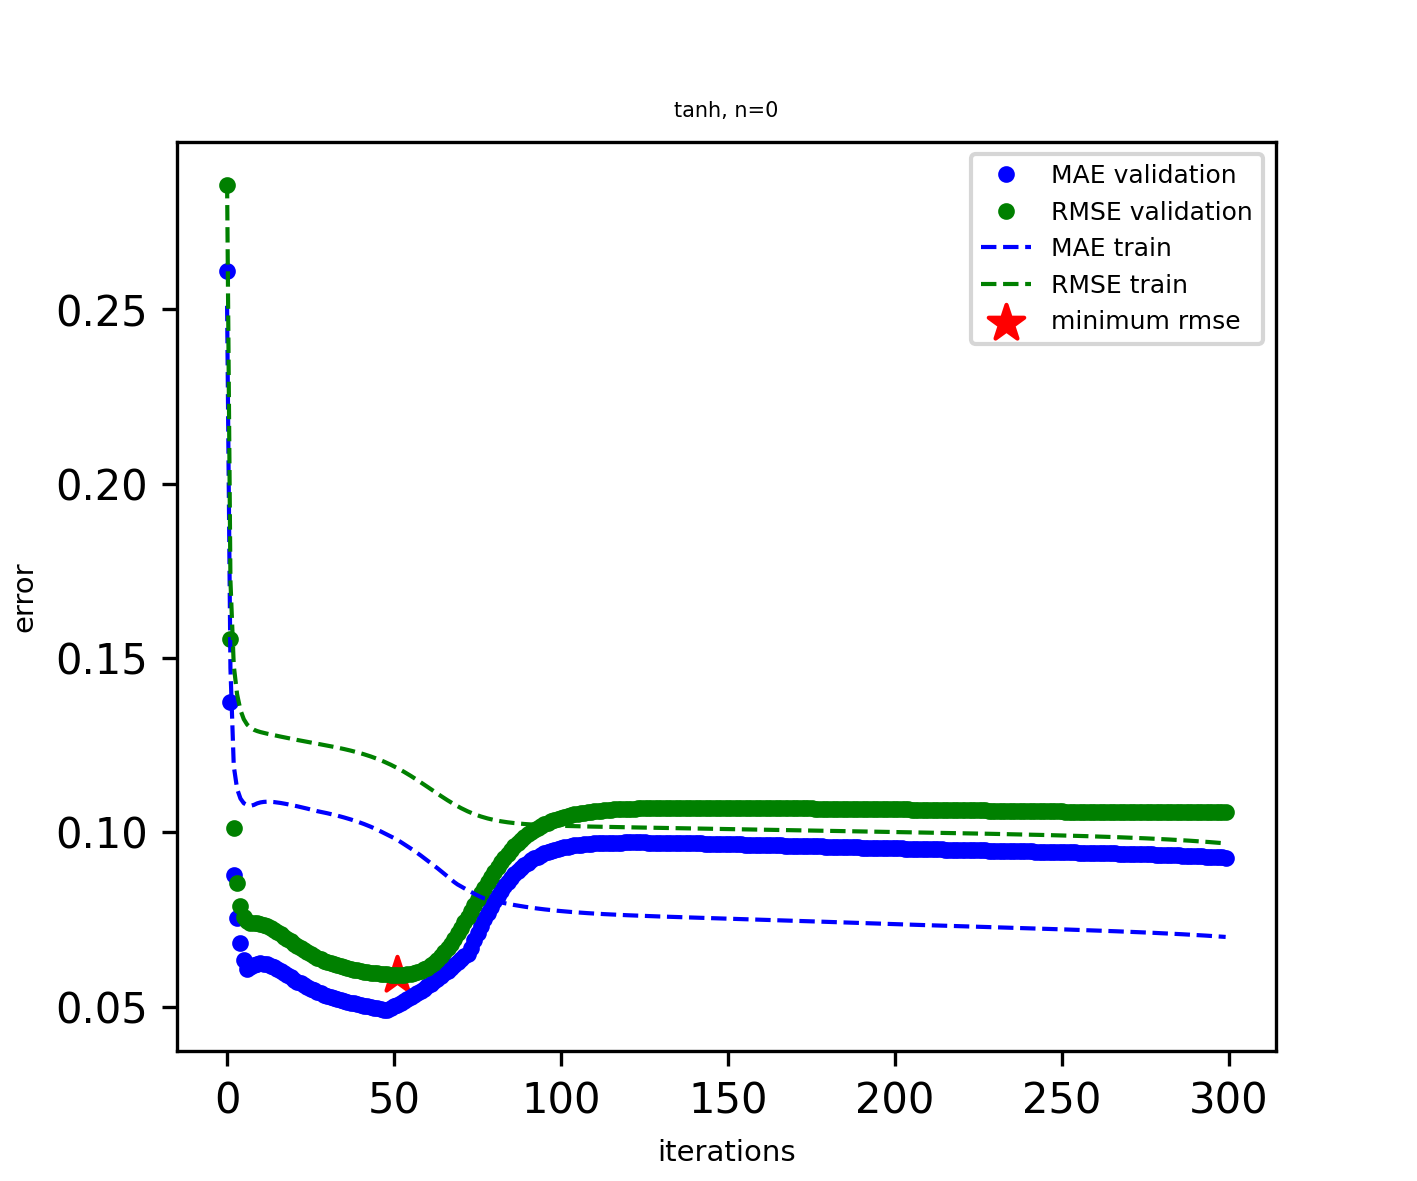 tanh, n=0
MAE validation
RMSE validation
MAE train
RMSE train
minimum rmse
error
0.25
0.20
0.15
0.10
0.05
0 50 100 150 200 250 300
iterations